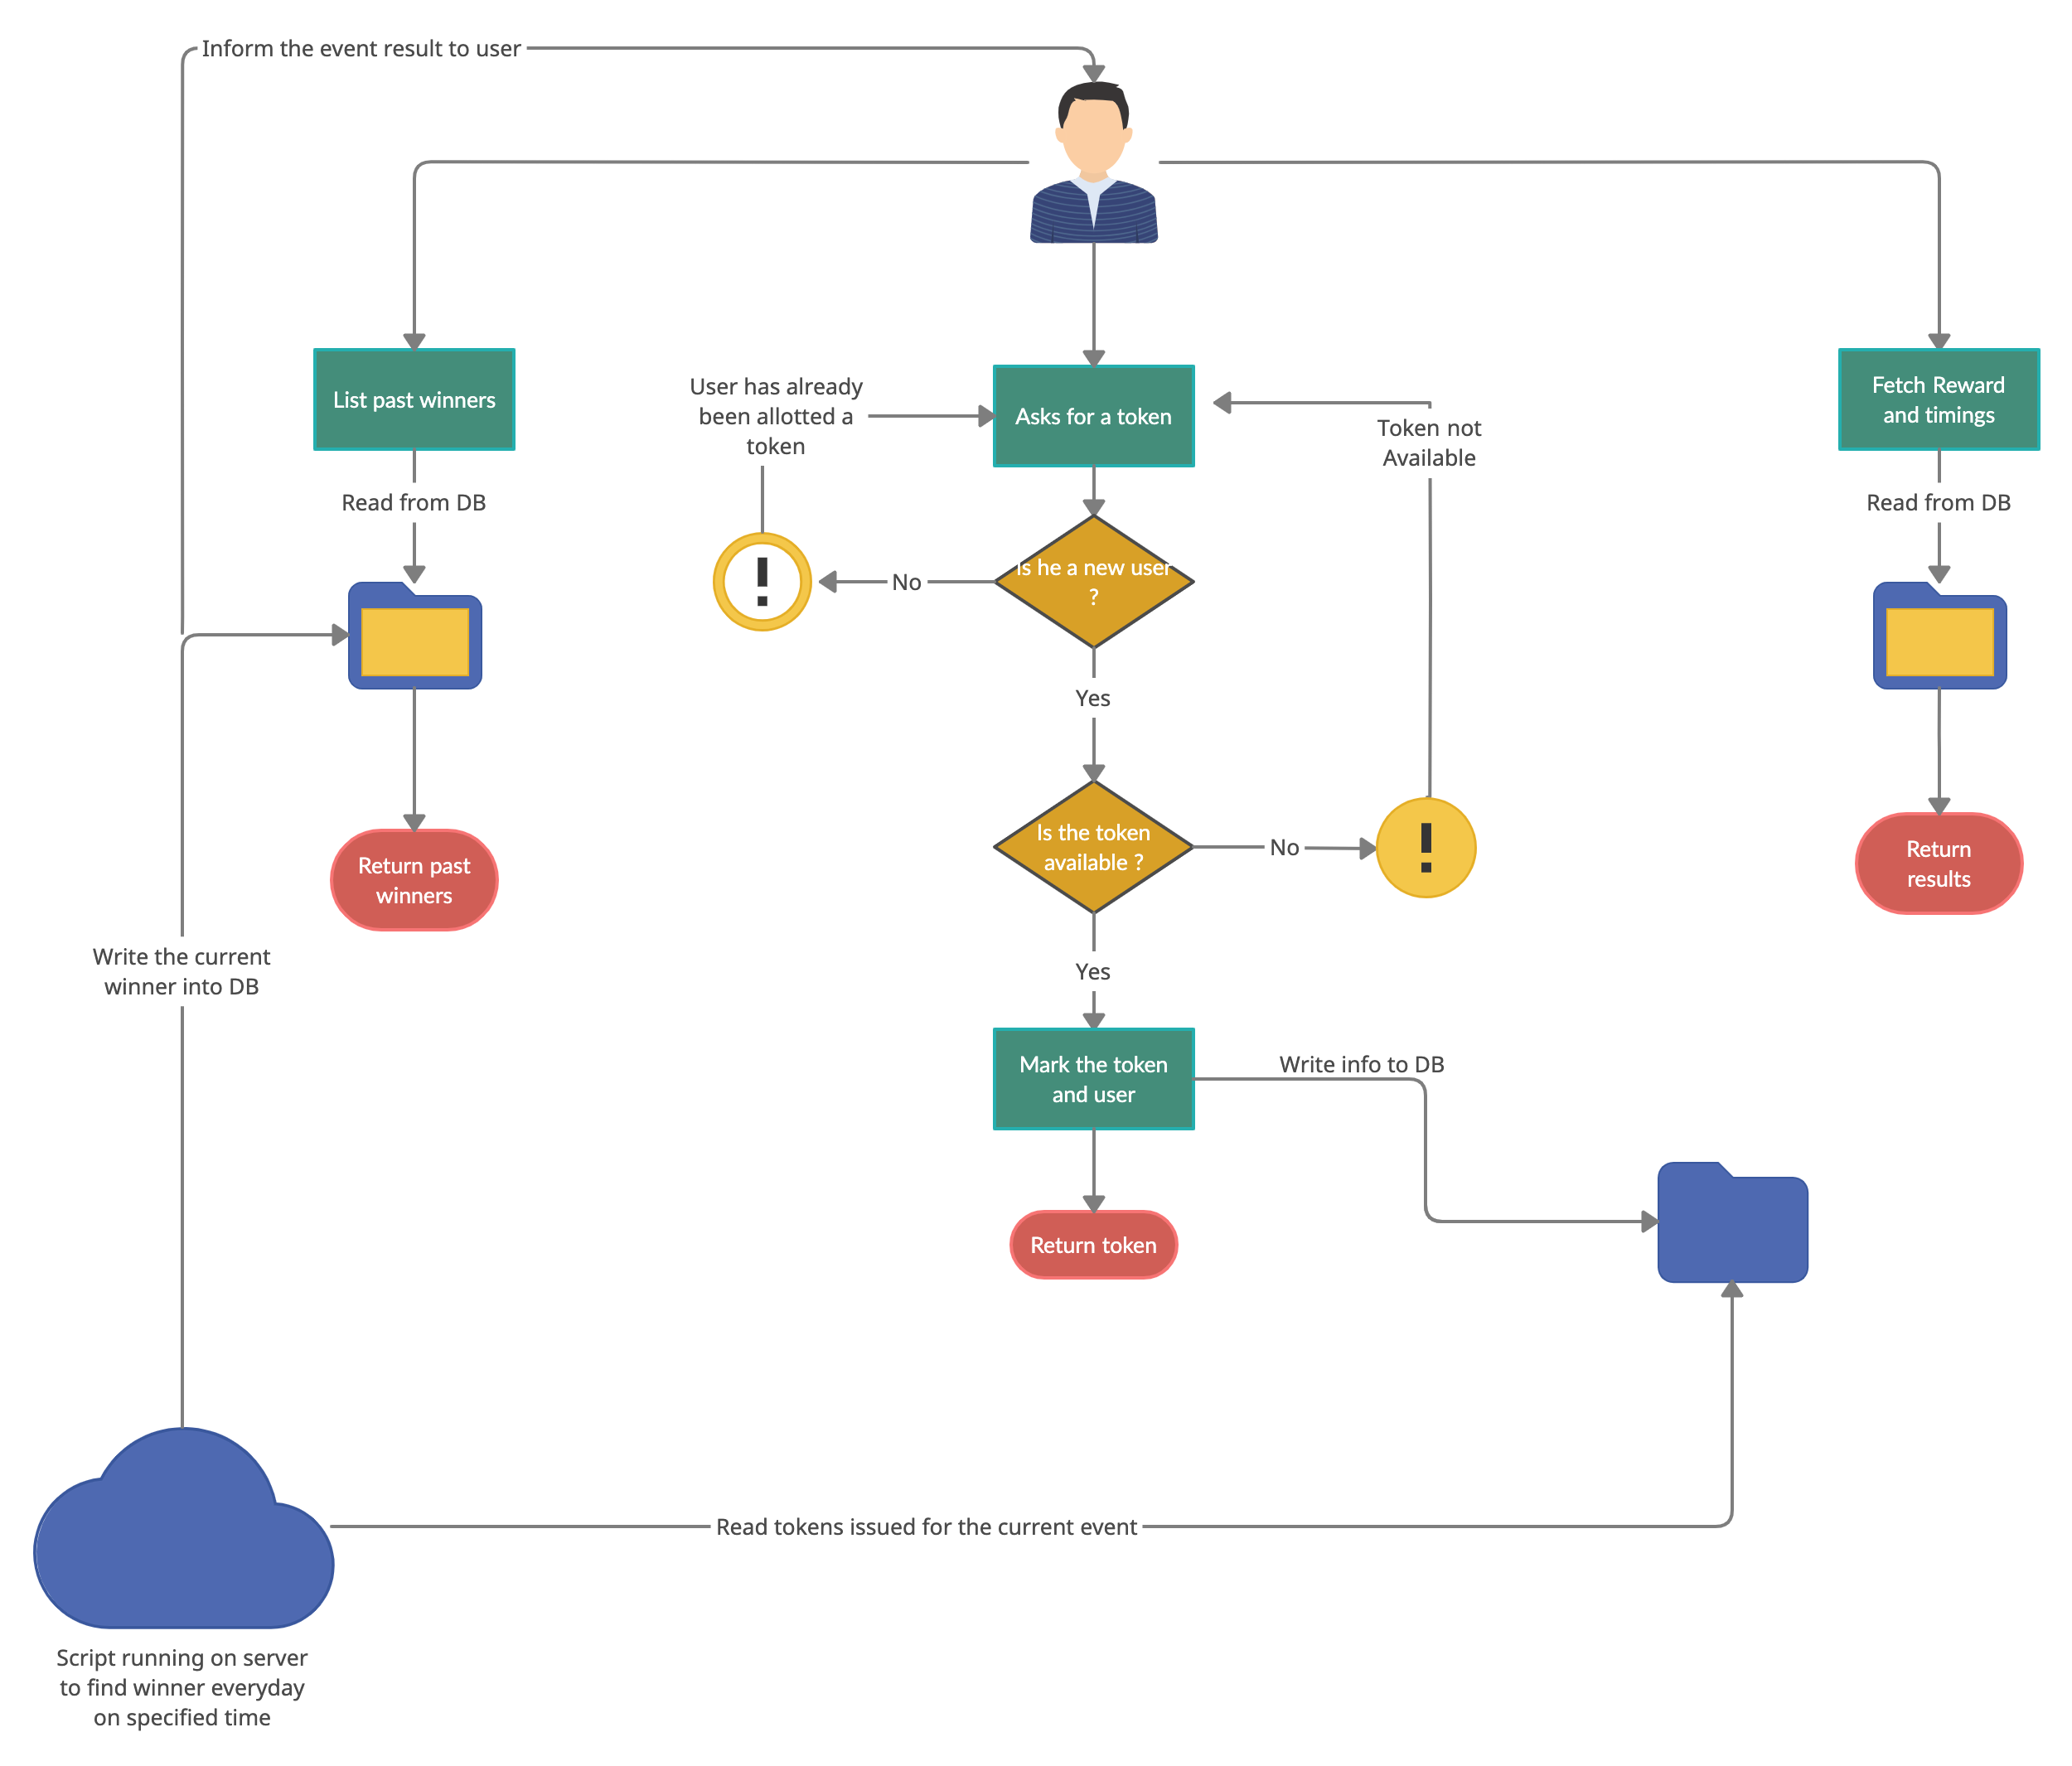 Inform the event result to user
List past winners
User has already
been allotted a
token
Asks for a token
Token not
Available
Fetch Reward
and timings
Read from DB
Read from DB
Is he a new user
?
No
Yes
Is the token
available ?
No
Return past
winners
Return
results
Write the current
winner into DB
Yes
Mark the token
and user
Write info to DB
Return token
Read tokens issued for the current event
Script running on server
to find winner everyday
on specified time